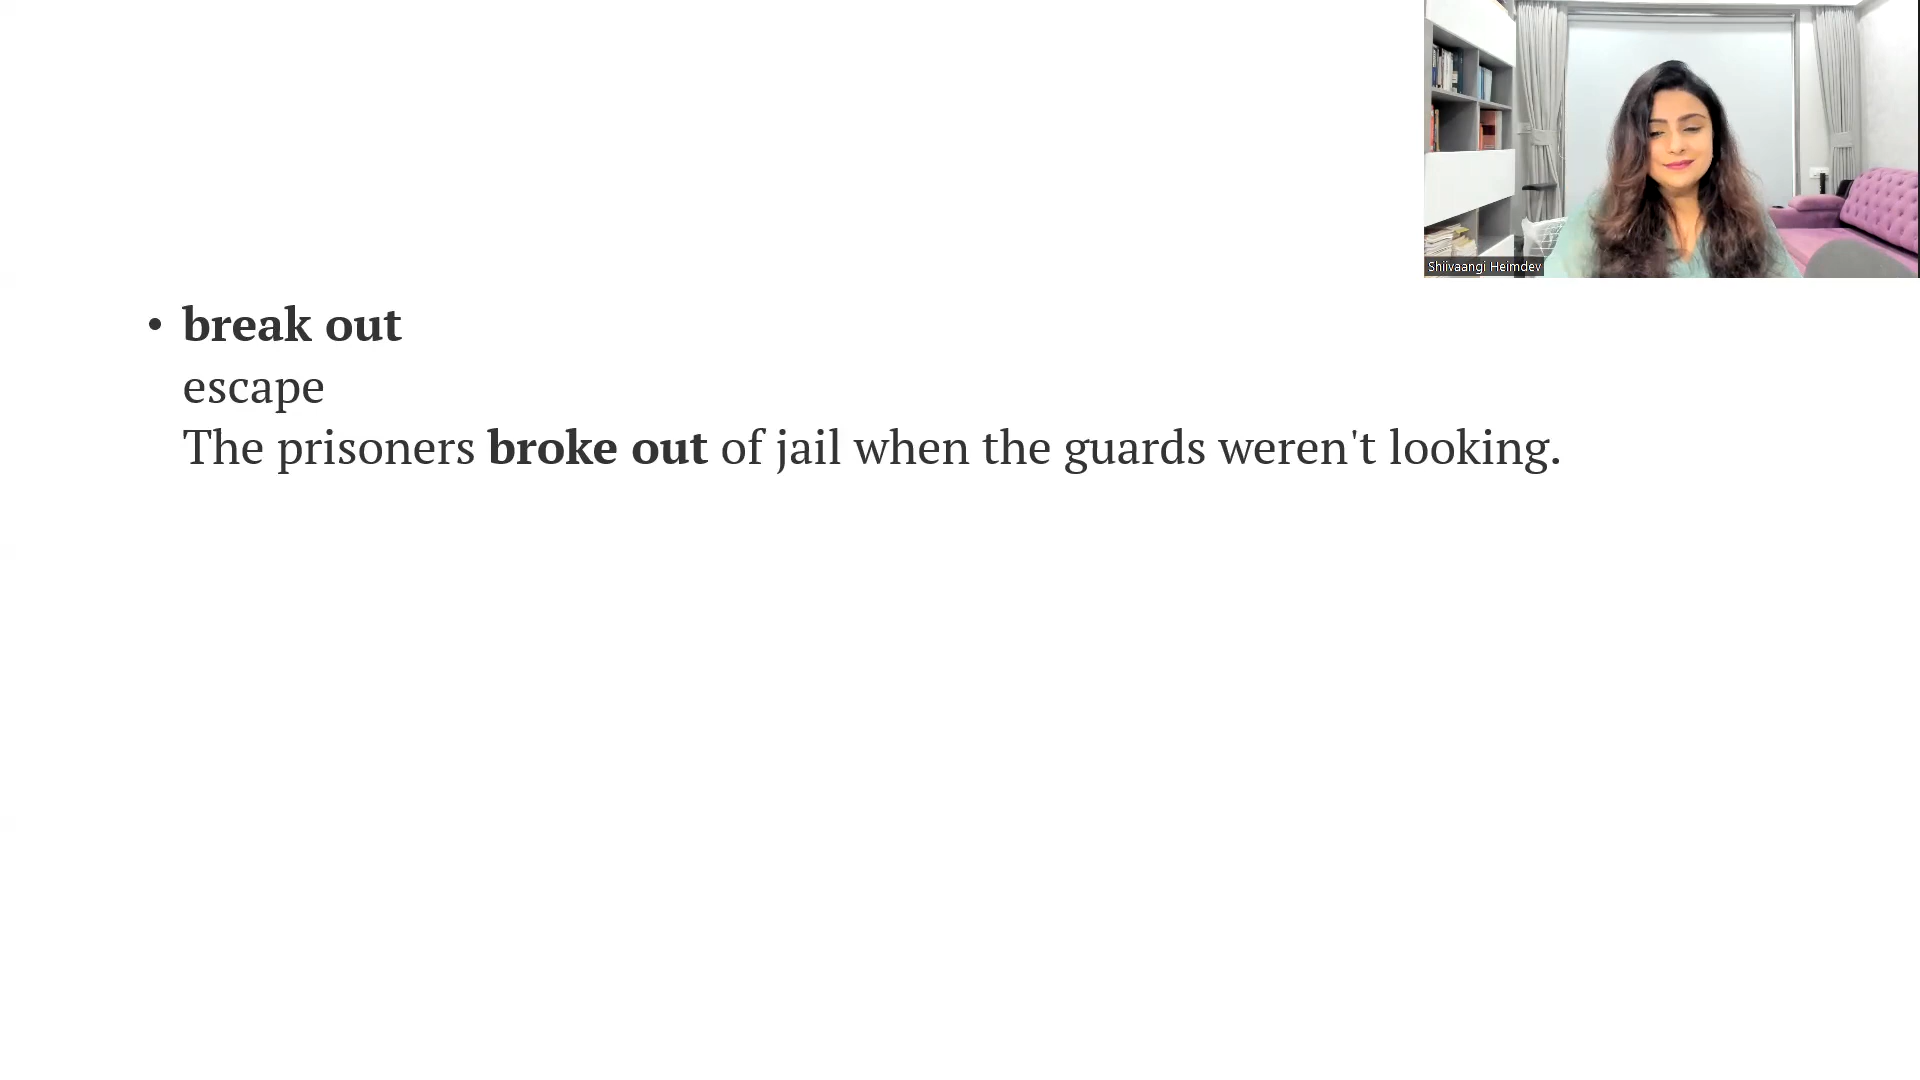 Shiivaangi Heimdev
• break out
escape
The prisoners broke out of jail when the guards weren't looking.